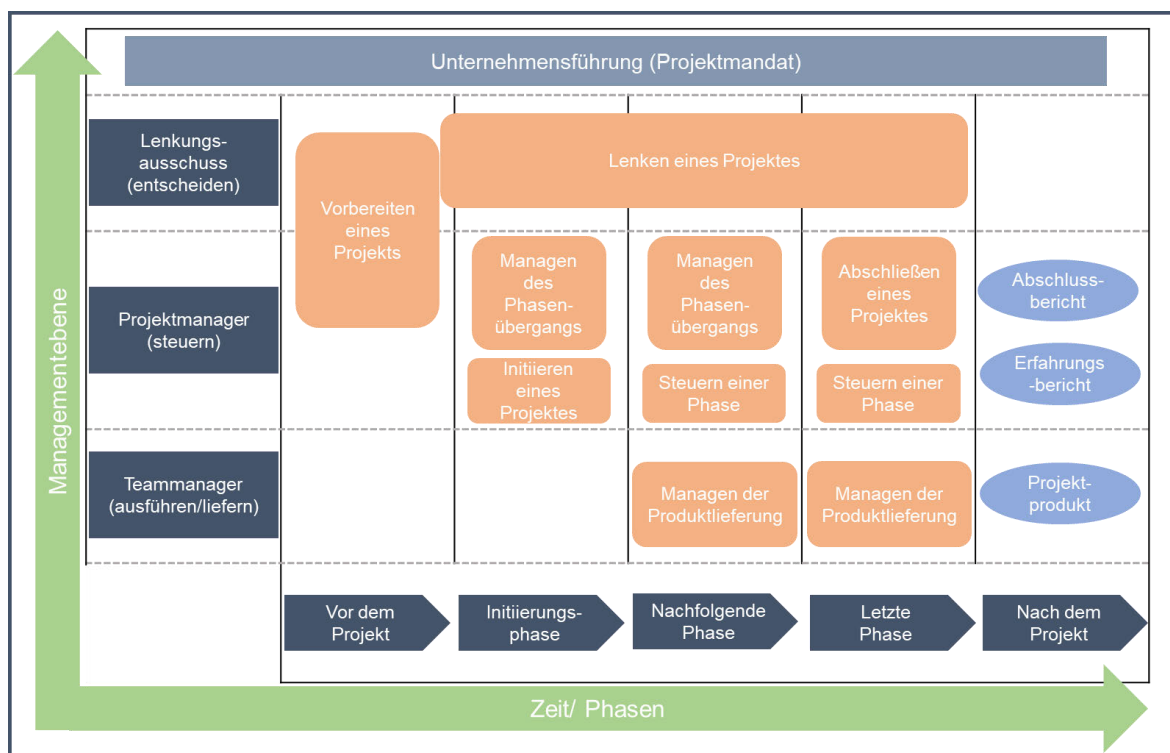 Unternehmensführung (Projektmandat)
Lenkungs-
ausschuss
(entscheiden)
Vorbereiten
eines
Projekts
Lenken eines Projektes
Projektmanager
(steuern)
Managen
des
Phasen-
übergangs
Managen
des
Phasen-
übergangs
Abschließen
eines
Projektes
Abschluss-
bericht
Initiieren
eines
Projektes
Steuern einer
Phase
Steuern einer
Phase
Erfahrungs
-bericht
Teammanager
(ausführen/liefern)
Managen der
Produktlieferung
Managen der
Produktlieferung
Projekt-
produkt
Vor dem
Projekt
Initiierungs-
phase
Nachfolgende
Phase
Letzte
Phase
Nach dem
Projekt
Managementebene
Zeit/ Phasen